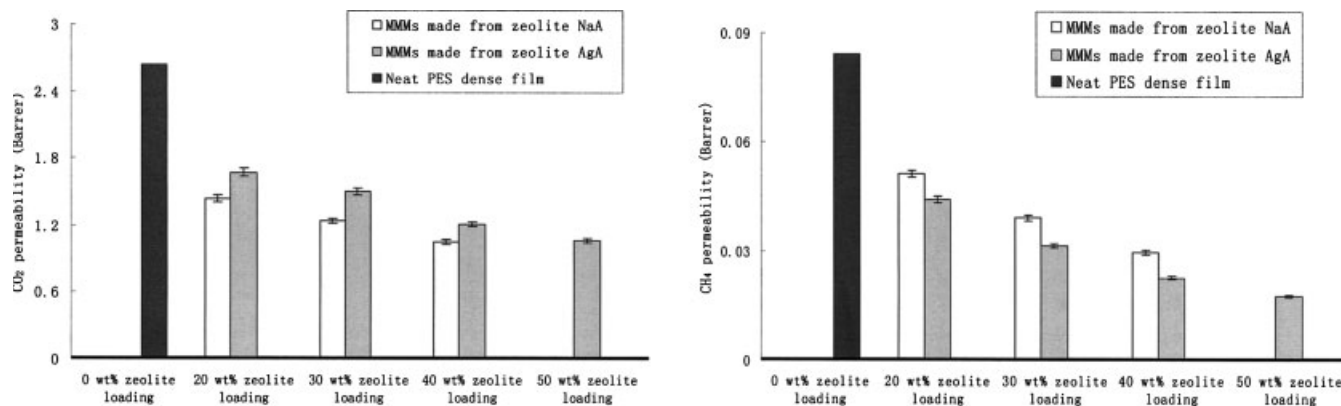 3
2.4
1.8
1.2
0.6
0
CO₂ permeability (Barrer)
MMMs made from zeolite NaA
MMMs made from zeolite AgA
Neat PES dense film
0 wt% zeolite
loading
20 wt% zeolite
loading
30 wt% zeolite
loading
40 wt% zeolite
loading
50 wt% zeolite
loading
0.09
0.06
0.03
0
CH₄ permeability (Barrer)
MMMs made from zeolite NaA
MMMs made from zeolite AgA
Neat PES dense film
0 wt% zeolite
loading
20 wt% zeolite
loading
30 wt% zeolite
loading
40 wt% zeolite
loading
50 wt% zeolite
loading